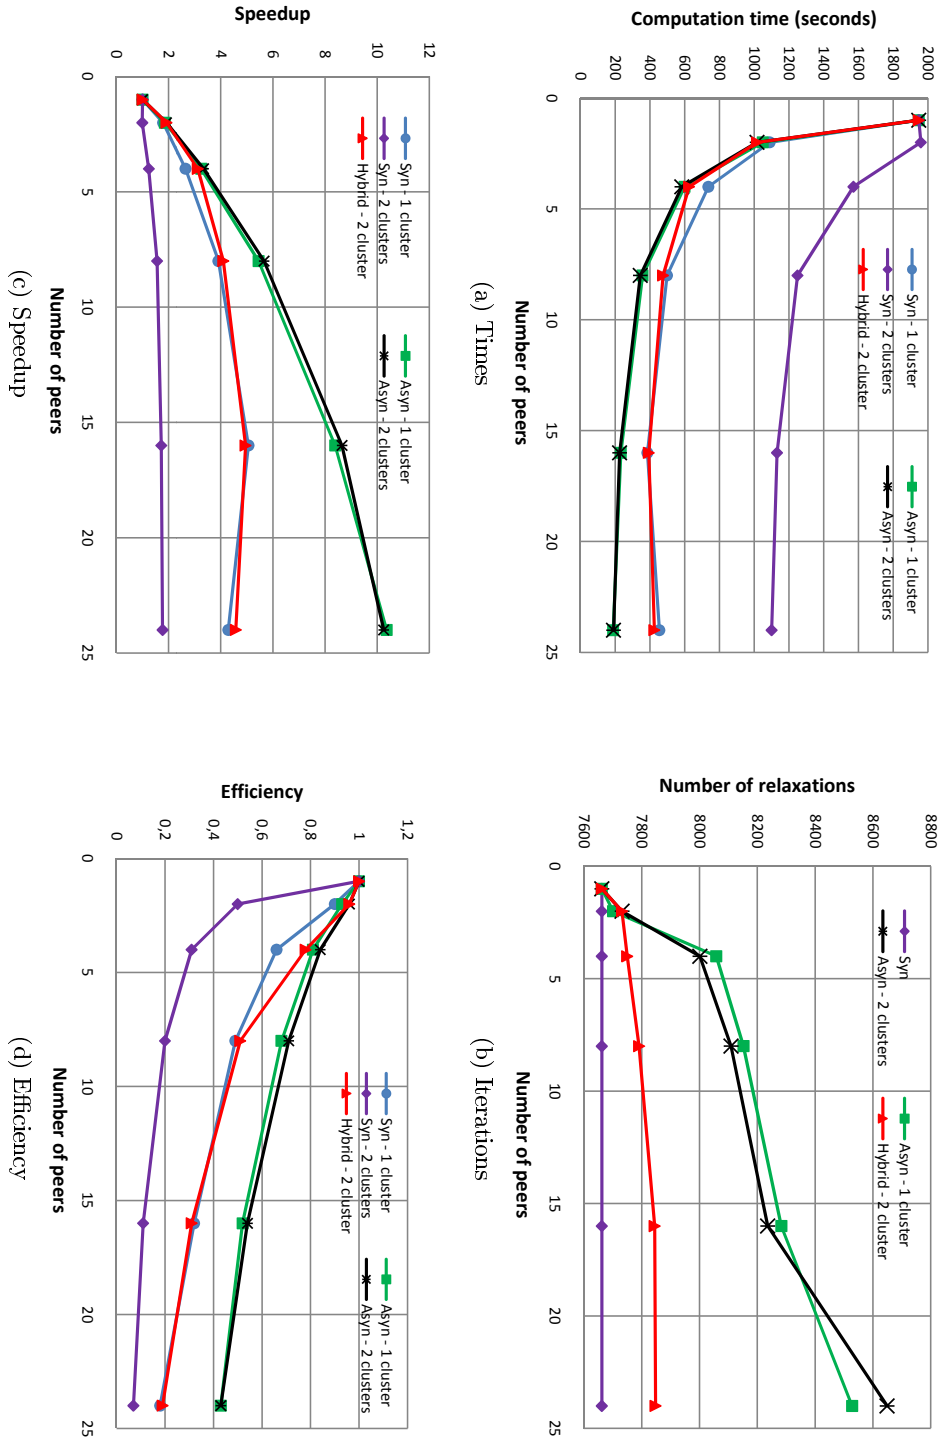 Computation time (seconds)
2000
1800
1600
1400
1200
1000
800
600
400
200
0
0
5
10
15
20
25
Number of peers
Syn - 1 cluster
Asyn - 1 cluster
Syn - 2 clusters
Asyn - 2 clusters
Hybrid - 2 cluster
(a) Times
Number of relaxations
8800
8600
8400
8200
8000
7800
7600
0
5
10
15
20
25
Number of peers
Syn
Asyn - 1 cluster
Asyn - 2 clusters
Hybrid - 2 cluster
(b) Iterations
Speedup
12
10
8
6
4
2
0
0
5
10
15
20
25
Number of peers
Syn - 1 cluster
Asyn - 1 cluster
Syn - 2 clusters
Asyn - 2 clusters
Hybrid - 2 cluster
(c) Speedup
Efficiency
1,2
1
0,8
0,6
0,4
0,2
0
0
5
10
15
20
25
Number of peers
Syn - 1 cluster
Asyn - 1 cluster
Syn - 2 clusters
Asyn - 2 clusters
Hybrid - 2 cluster
(d) Efficiency